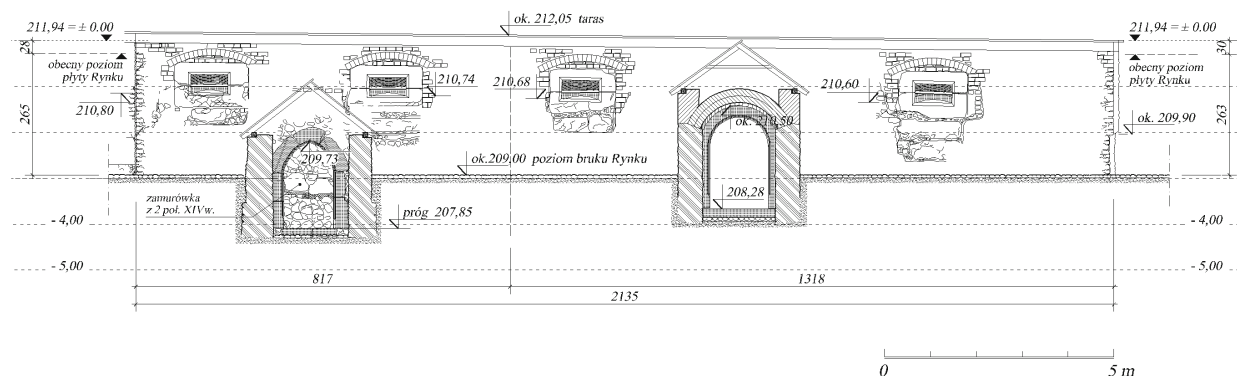 ok. 212,05 taras
211,94 = ± 0.00
211,94 = ± 0.00
28
30
obecny poziom
płyty Rynku
obecny poziom
płyty Rynku
210,74
210,68
210,60
210,80
265
263
ok. 210,50
ok. 209,90
209,73
ok.209,00 poziom bruku Rynku
208,28
zamurówka
z 2 poł. XIVw.
próg 207,85
- 4,00
- 4,00
- 5,00
- 5,00
817
1318
2135
0
5 m